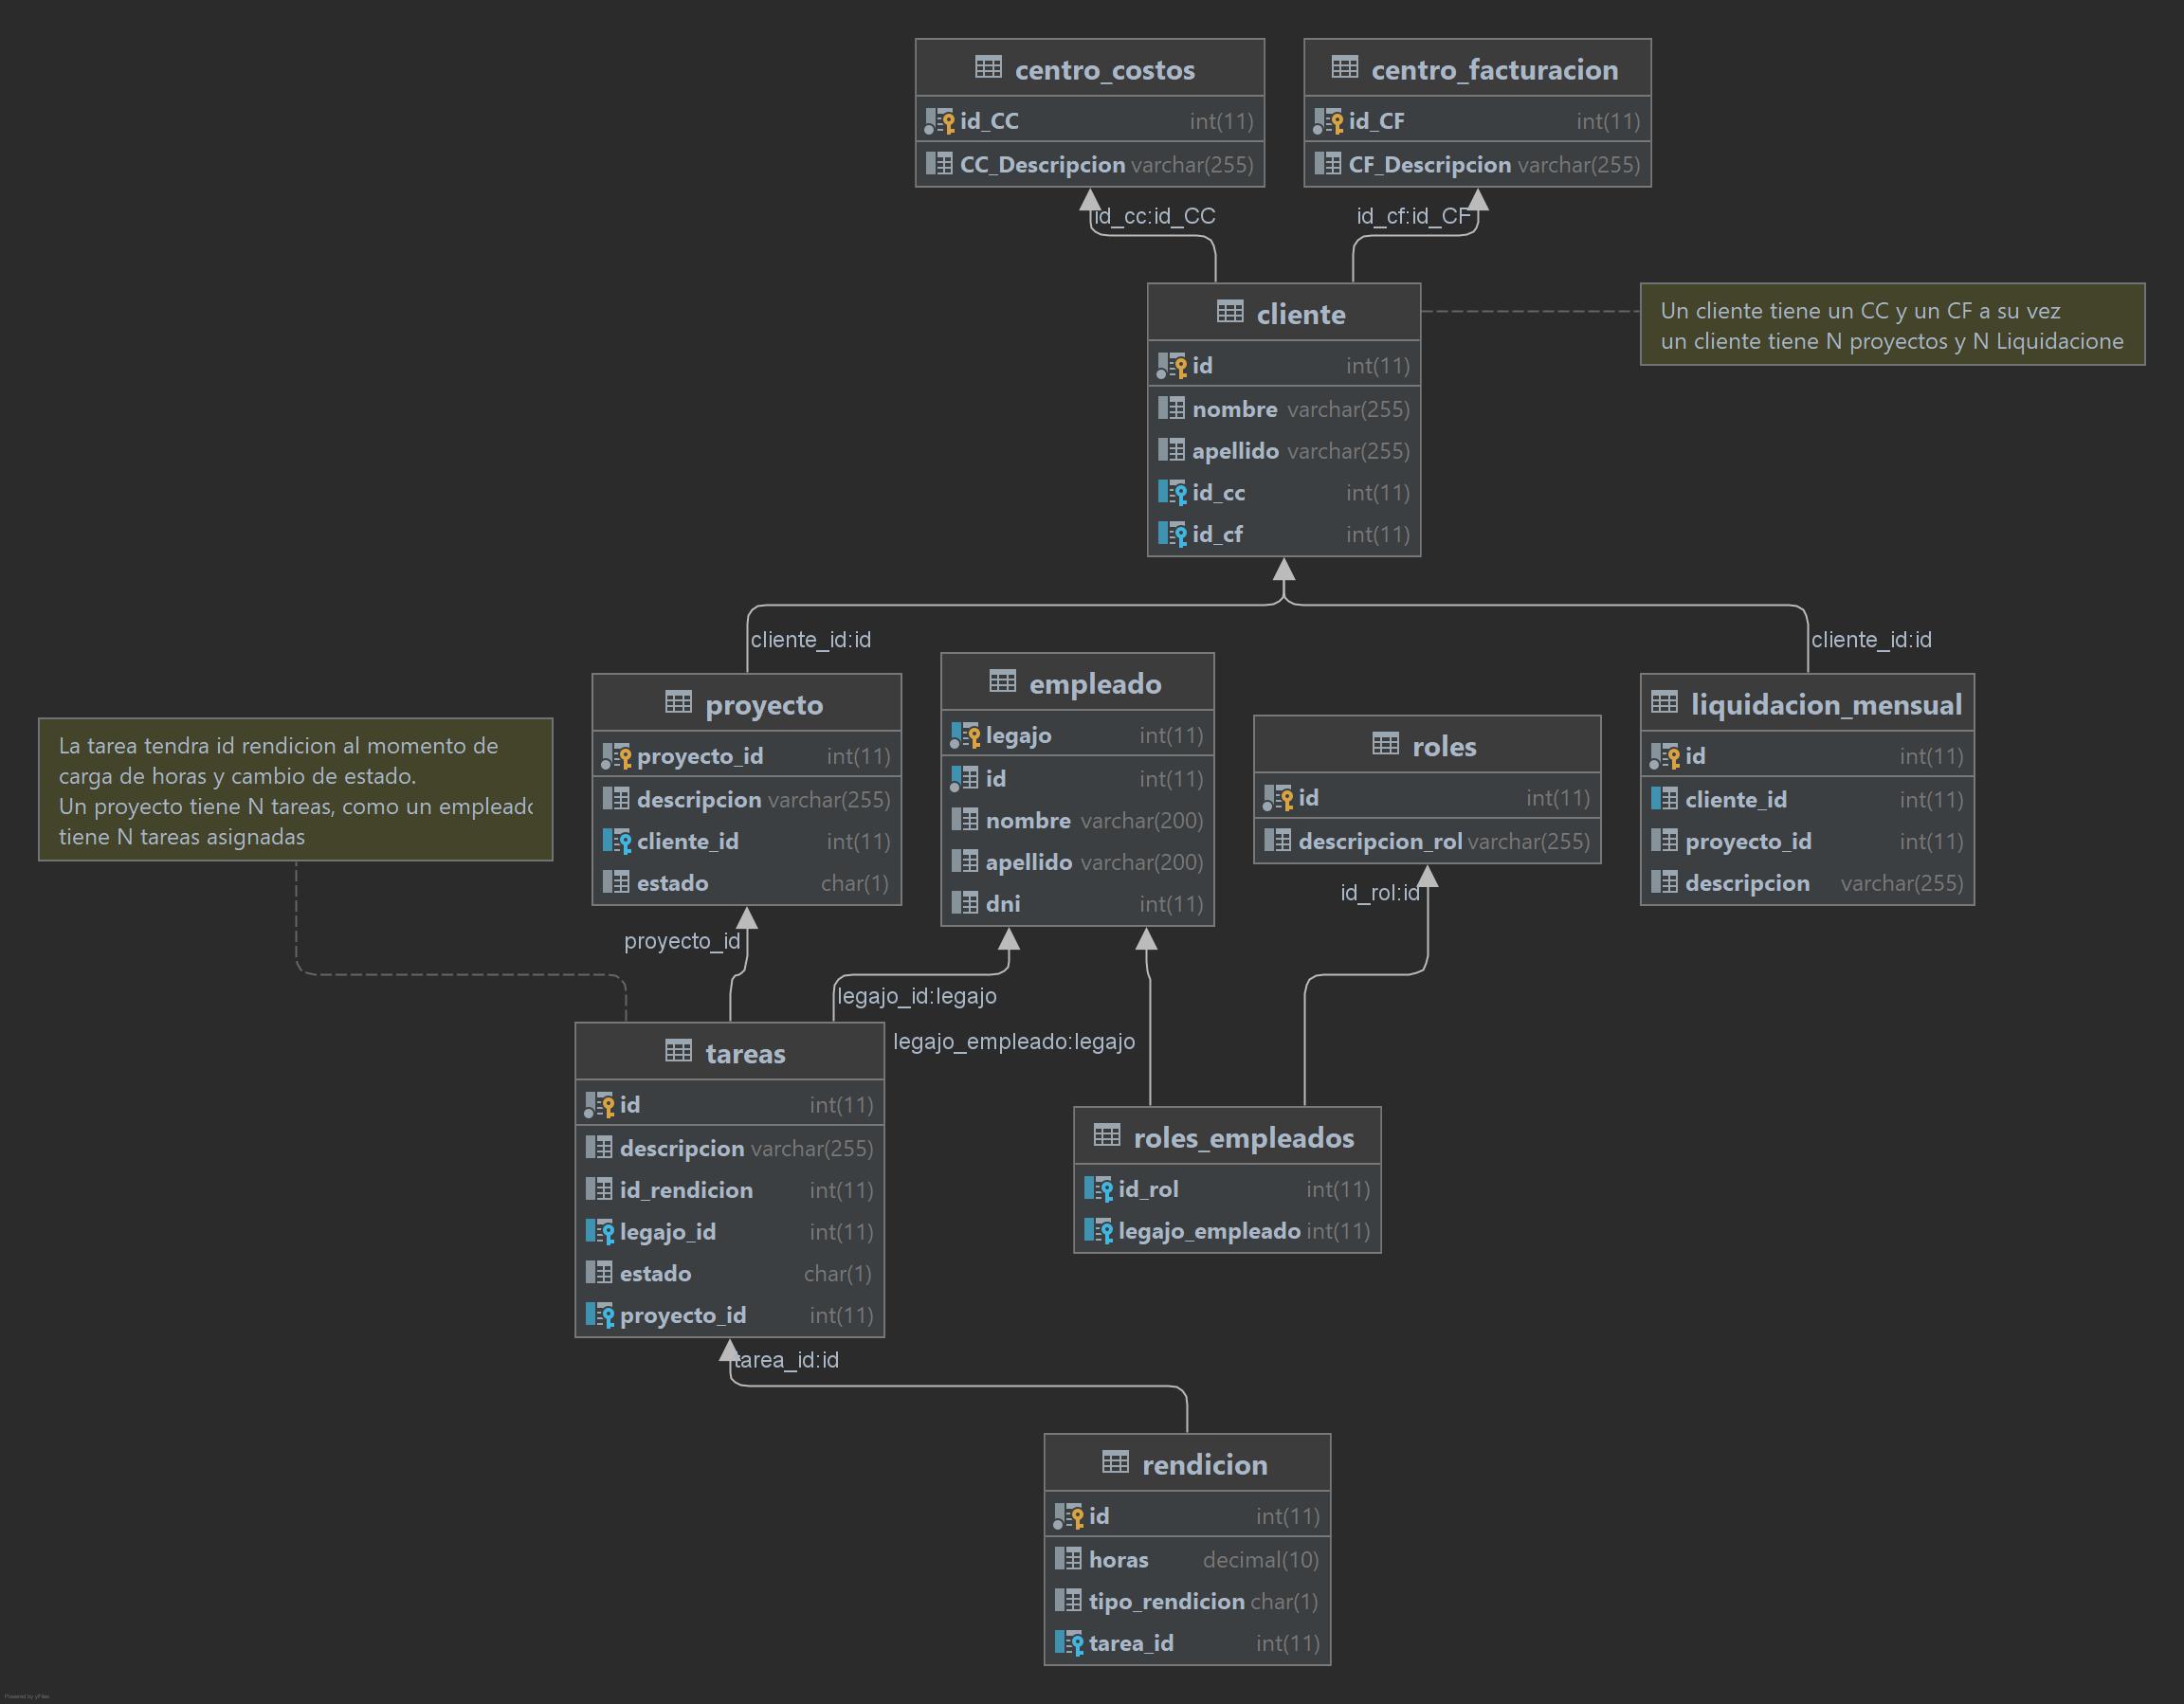 centro_costos
id_CC int(11)
CC_Descripcion varchar(255)
centro_facturacion
id_CF int(11)
CF_Descripcion varchar(255)
id_cc:id_CC
id_cf:id_CF
cliente
id int(11)
nombre varchar(255)
apellido varchar(255)
id_cc int(11)
id_cf int(11)
Un cliente tiene un CC y un CF a su vez
un cliente tiene N proyectos y N Liquidacione
cliente_id:id
cliente_id:id
La tarea tendra id rendicion al momento de
carga de horas y cambio de estado.
Un proyecto tiene N tareas, como un empleado
tiene N tareas asignadas
proyecto
proyecto_id int(11)
descripcion varchar(255)
cliente_id int(11)
estado char(1)
empleado
legajo int(11)
id int(11)
nombre varchar(200)
apellido varchar(200)
dni int(11)
roles
id int(11)
descripcion_rol varchar(255)
liquidacion_mensual
id int(11)
cliente_id int(11)
proyecto_id int(11)
descripcion varchar(255)
id_rol:id
proyecto_id
legajo_id:legajo
legajo_empleado:legajo
tareas
id int(11)
descripcion varchar(255)
id_rendicion int(11)
legajo_id int(11)
estado char(1)
proyecto_id int(11)
roles_empleados
id_rol int(11)
legajo_empleado int(11)
tarea_id:id
rendicion
id int(11)
horas decimal(10)
tipo_rendicion char(1)
tarea_id int(11)
Powered by yFiles